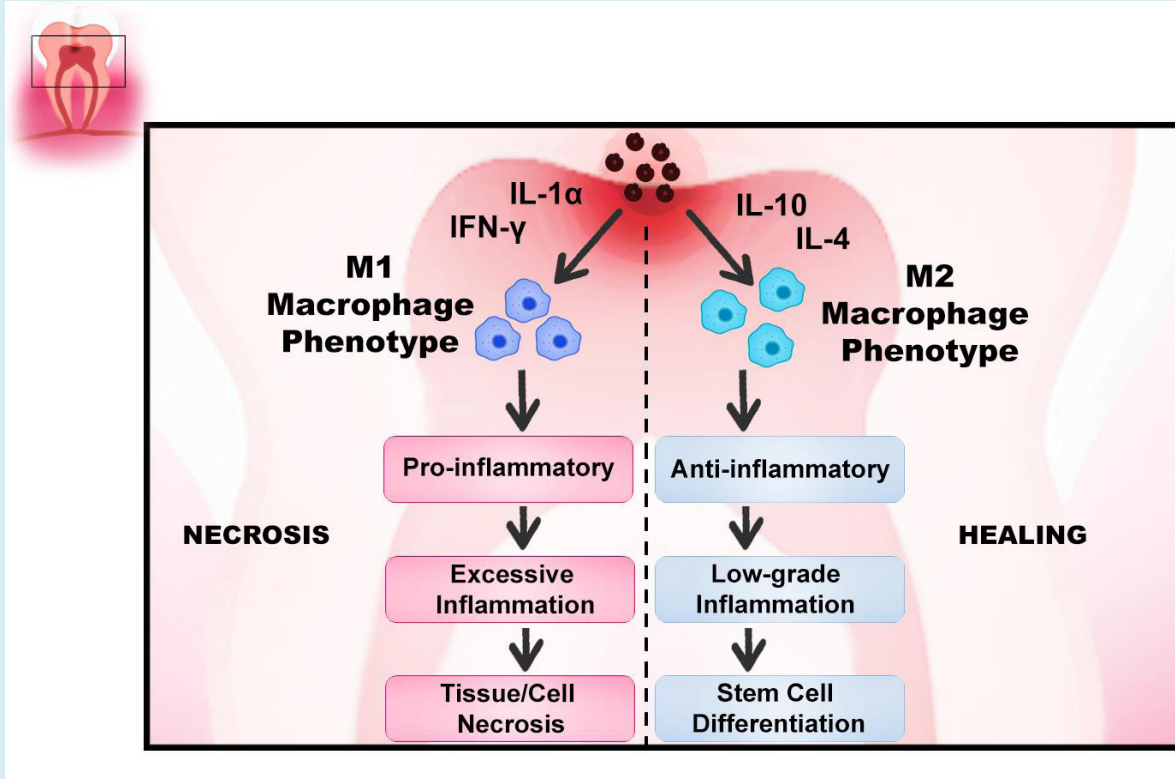 IL-1α
IFN-γ
IL-10
IL-4
M1
Macrophage
Phenotype
M2
Macrophage
Phenotype
Pro-inflammatory
Anti-inflammatory
NECROSIS
HEALING
Excessive
Inflammation
Low-grade
Inflammation
Tissue/Cell
Necrosis
Stem Cell
Differentiation